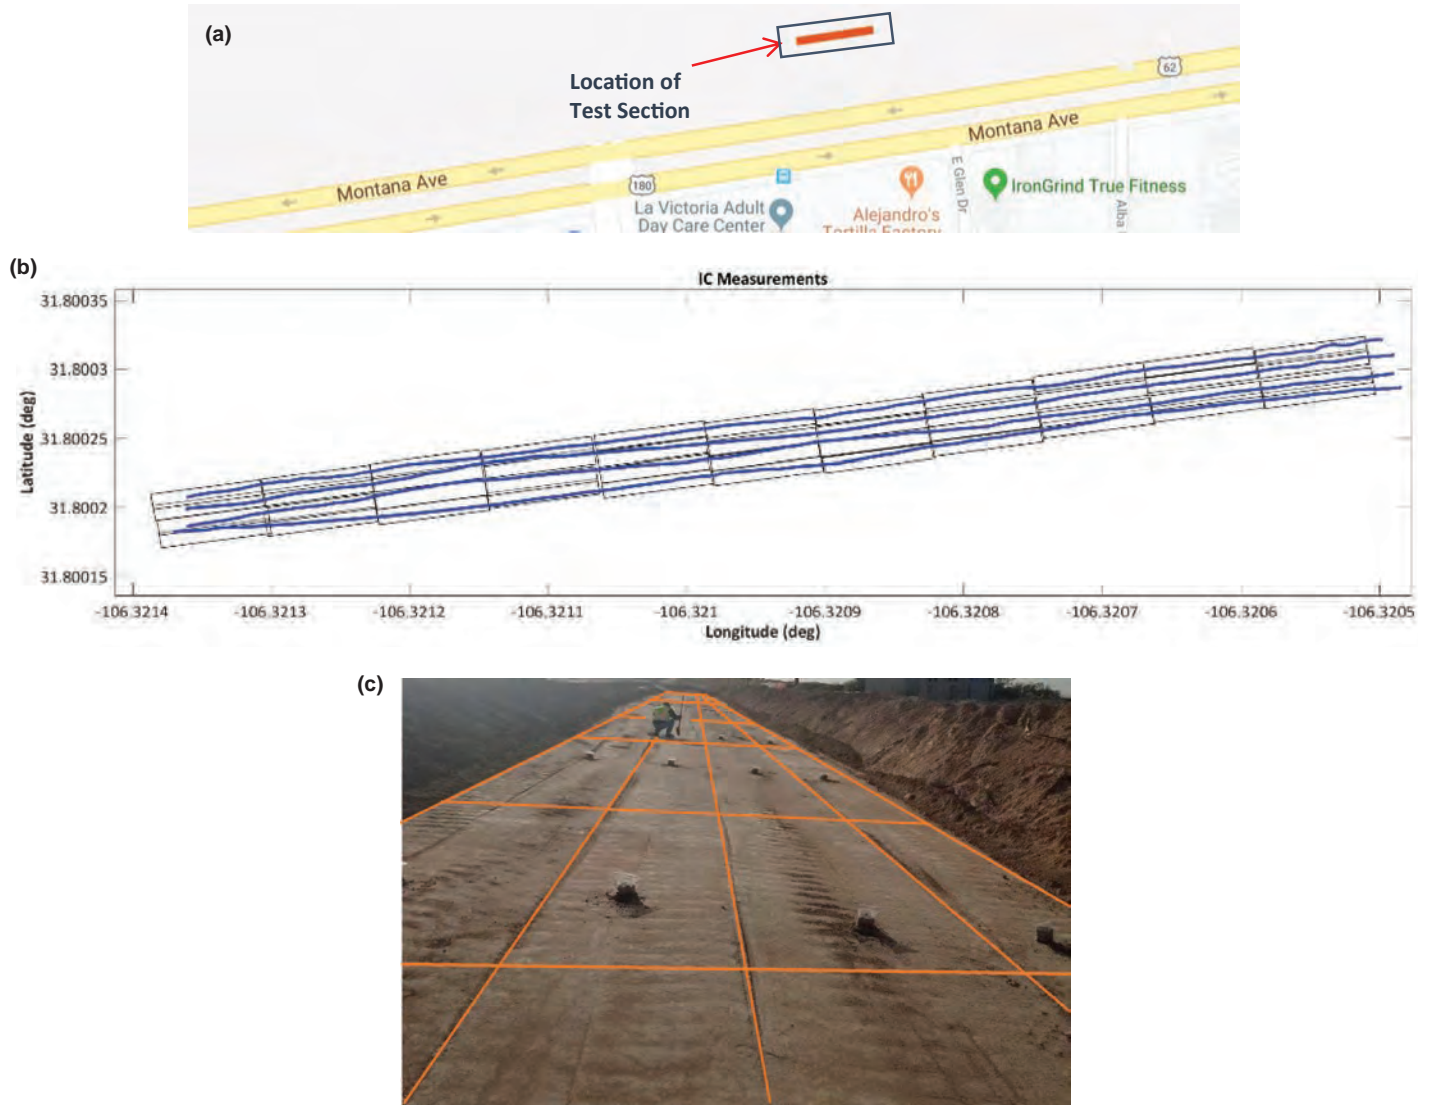 (a)
Location of
Test Section
62
Montana Ave
Montana Ave
180
E Glen Dr
IronGrind True Fitness
La Victoria Adult
Day Care Center
Alejandro's
Tortilla Factory
Alba
(b)
IC Measurements
31.80035
31.8003
31.80025
31.8002
31.80015
Latitude (deg)
-106.3214
-106.3213
-106.3212
-106.3211
-106.321
-106.3209
-106.3208
-106.3207
-106.3206
-106.3205
Longitude (deg)
(c)